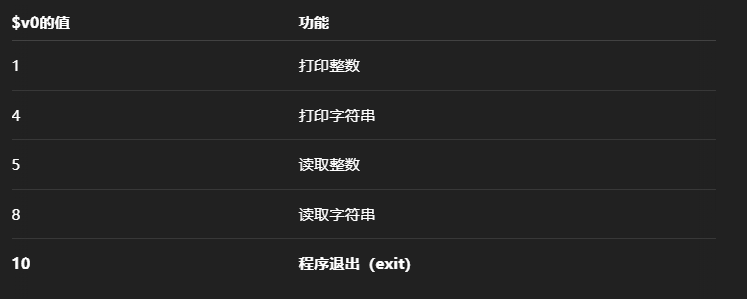 $v0的值 功能
1 打印整数
4 打印字符串
5 读取整数
8 读取字符串
10 程序退出（exit）